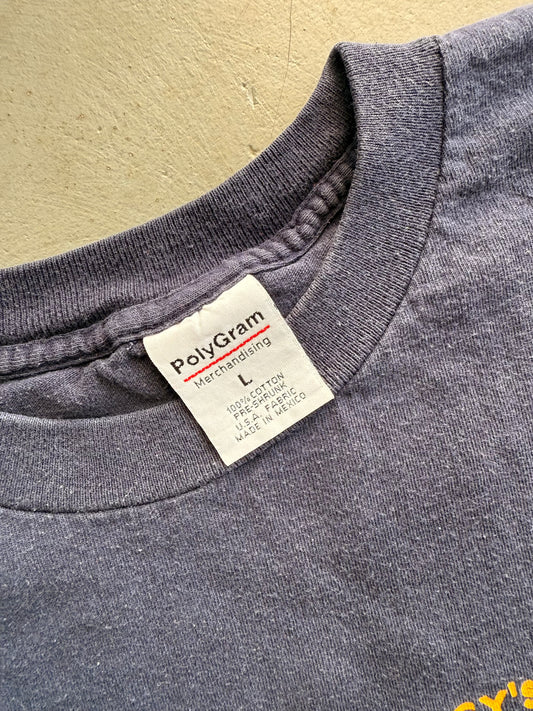 PolyGram
Merchandising
L
100% COTTON
PRE-SHRUNK
U.S.A. FABRIC
MADE IN MEXICO